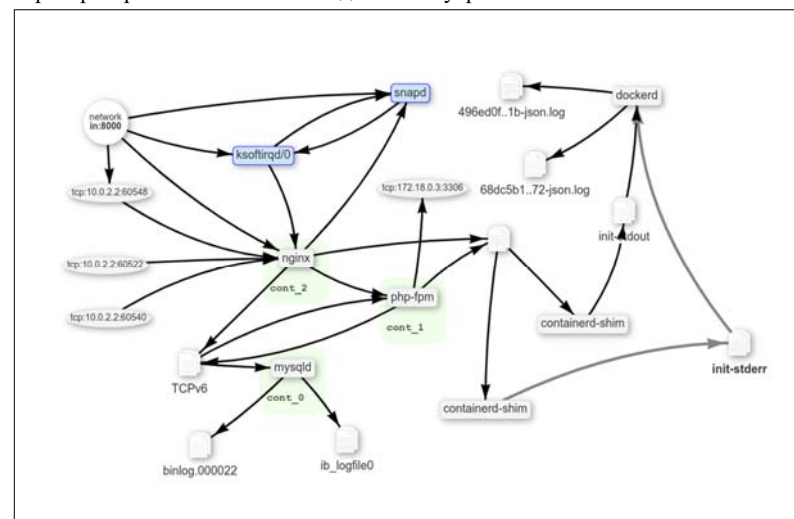 snapd
dockerd
network
in:8000
496ed0f..1b-json.log
ksoftirqd/0
tcp:10.0.2.2:60548
tcp:172.18.0.3:3306
68dc5b1..72-json.log
init-stdout
nginx
tcp:10.0.2.2:60522
cont_2
php-fpm
tcp:10.0.2.2:60540
cont_1
containerd-shim
mysqld
init-stderr
TCPv6
cont_0
containerd-shim
binlog.000022
ib_logfile0